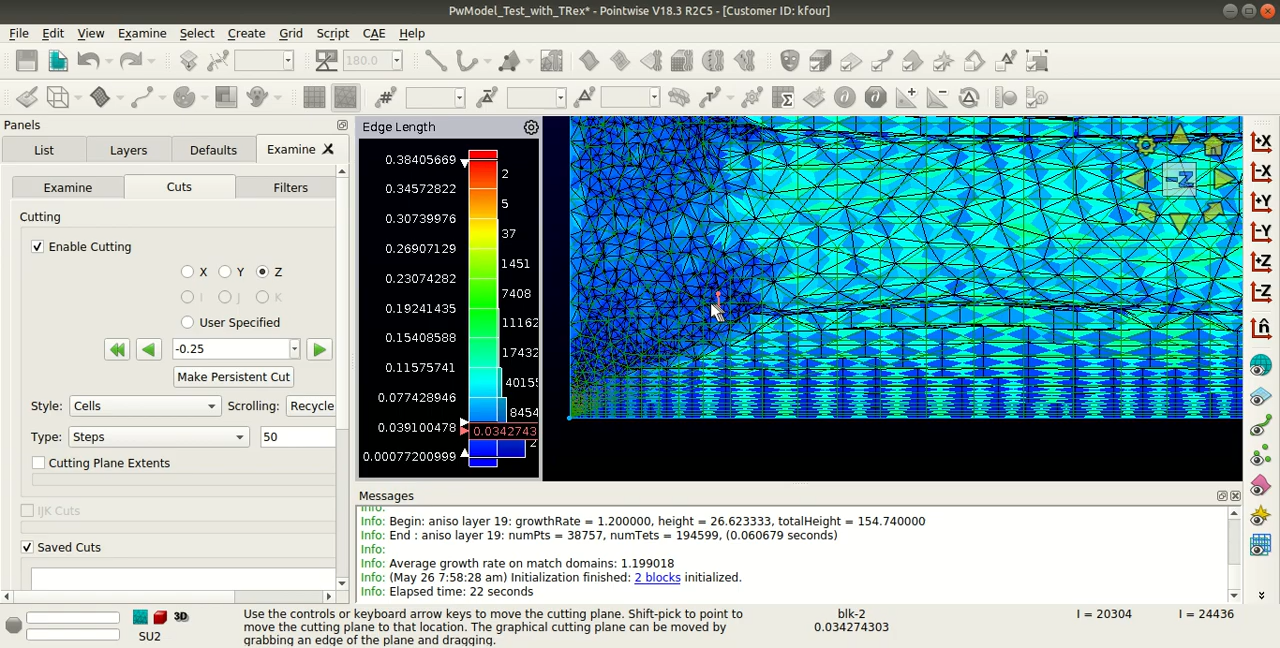 PwModel_Test_with_TRex* - Pointwise V18.3 R2C5 - [Customer ID: kfour]
File Edit View Examine Select Create Grid Script CAE Help
180.0
Panels
List Layers Defaults Examine
Examine Cuts Filters
Cutting
Enable Cutting
X Y Z
I J K
User Specified
-0.25
Make Persistent Cut
Style: Cells Scrolling: Recycle
Type: Steps 50
Cutting Plane Extents
IJK Cuts
Saved Cuts
Edge Length
0.38405669
2
0.34572822
5
0.30739976
37
0.26907129
1451
0.23074282
7408
0.19241435
11162
0.15408588
17432
0.11575741
4015
0.077428946
8454
0.039100478
0.0342743
2
0.00077200999
-Z
+X
-X
+Y
-Y
+Z
-Z
n̂
Messages
Info:
Info: Begin: aniso layer 19: growthRate = 1.200000, height = 26.623333, totalHeight = 154.740000
Info: End : aniso layer 19: numPts = 38757, numTets = 194599, (0.060679 seconds)
Info:
Info: Average growth rate on match domains: 1.199018
Info: (May 26 7:58:28 am) Initialization finished: 2 blocks initialized.
Info: Elapsed time: 22 seconds
3D
SU2
Use the controls or keyboard arrow keys to move the cutting plane. Shift-pick to point to
move the cutting plane to that location. The graphical cutting plane can be moved by
grabbing an edge of the plane and dragging.
blk-2
0.034274303
I = 20304 I = 24436